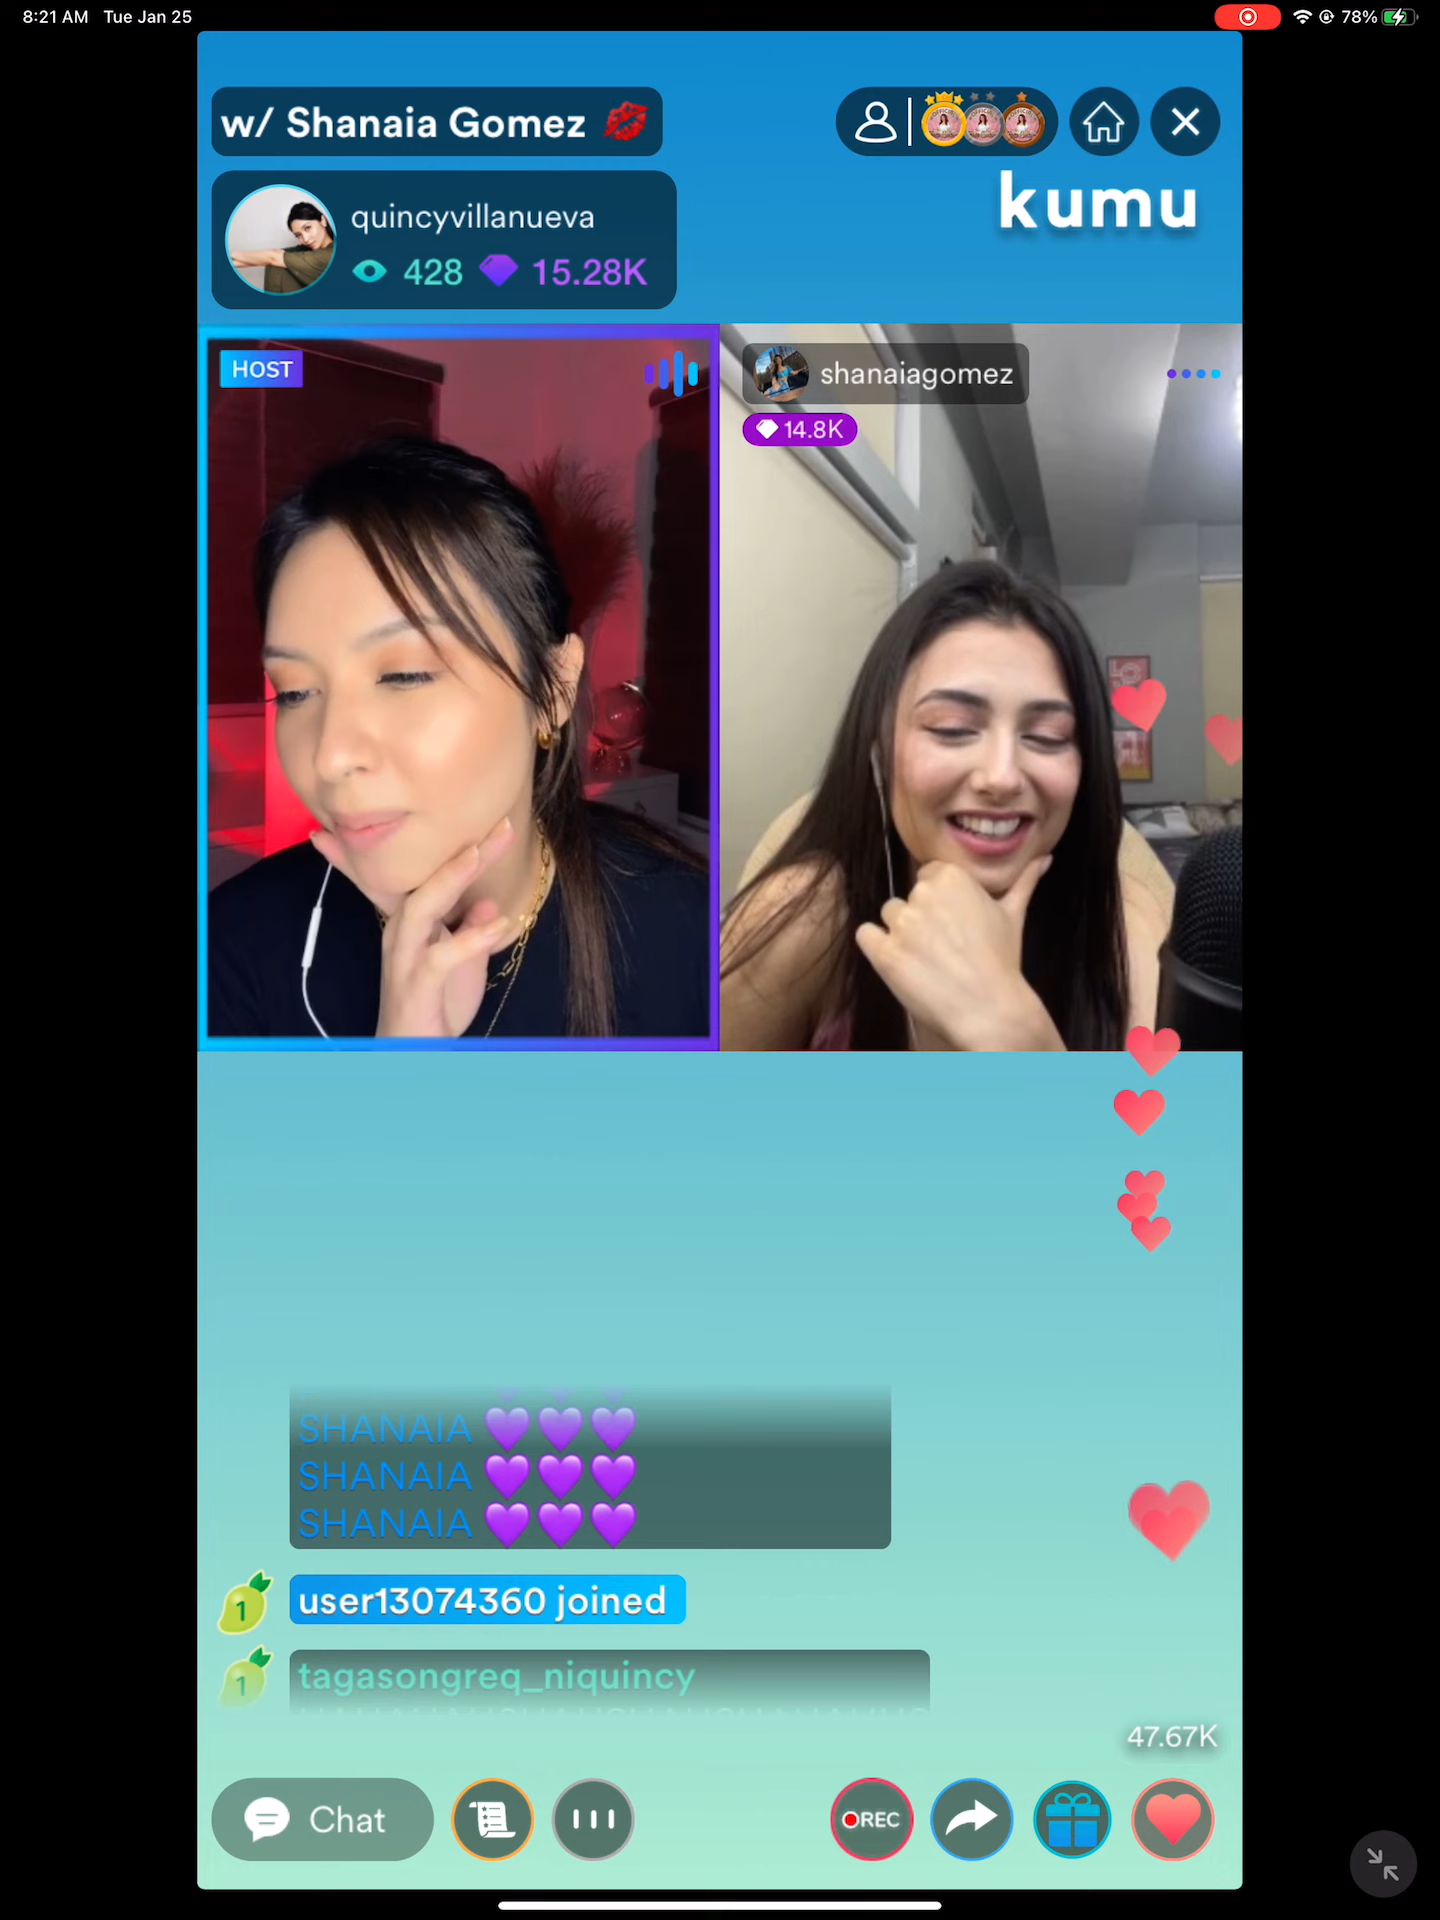 8:21 AM Tue Jan 25
78%
w/ Shanaia Gomez 💋
kumu
quincyvillanueva
428 15.28K
HOST
shanaiagomez
14.8K
SHANAIA 💜💜💜
SHANAIA 💜💜💜
SHANAIA 💜💜💜
1 user13074360 joined
1 tagasongreq_niquincy
47.67K
Chat
REC